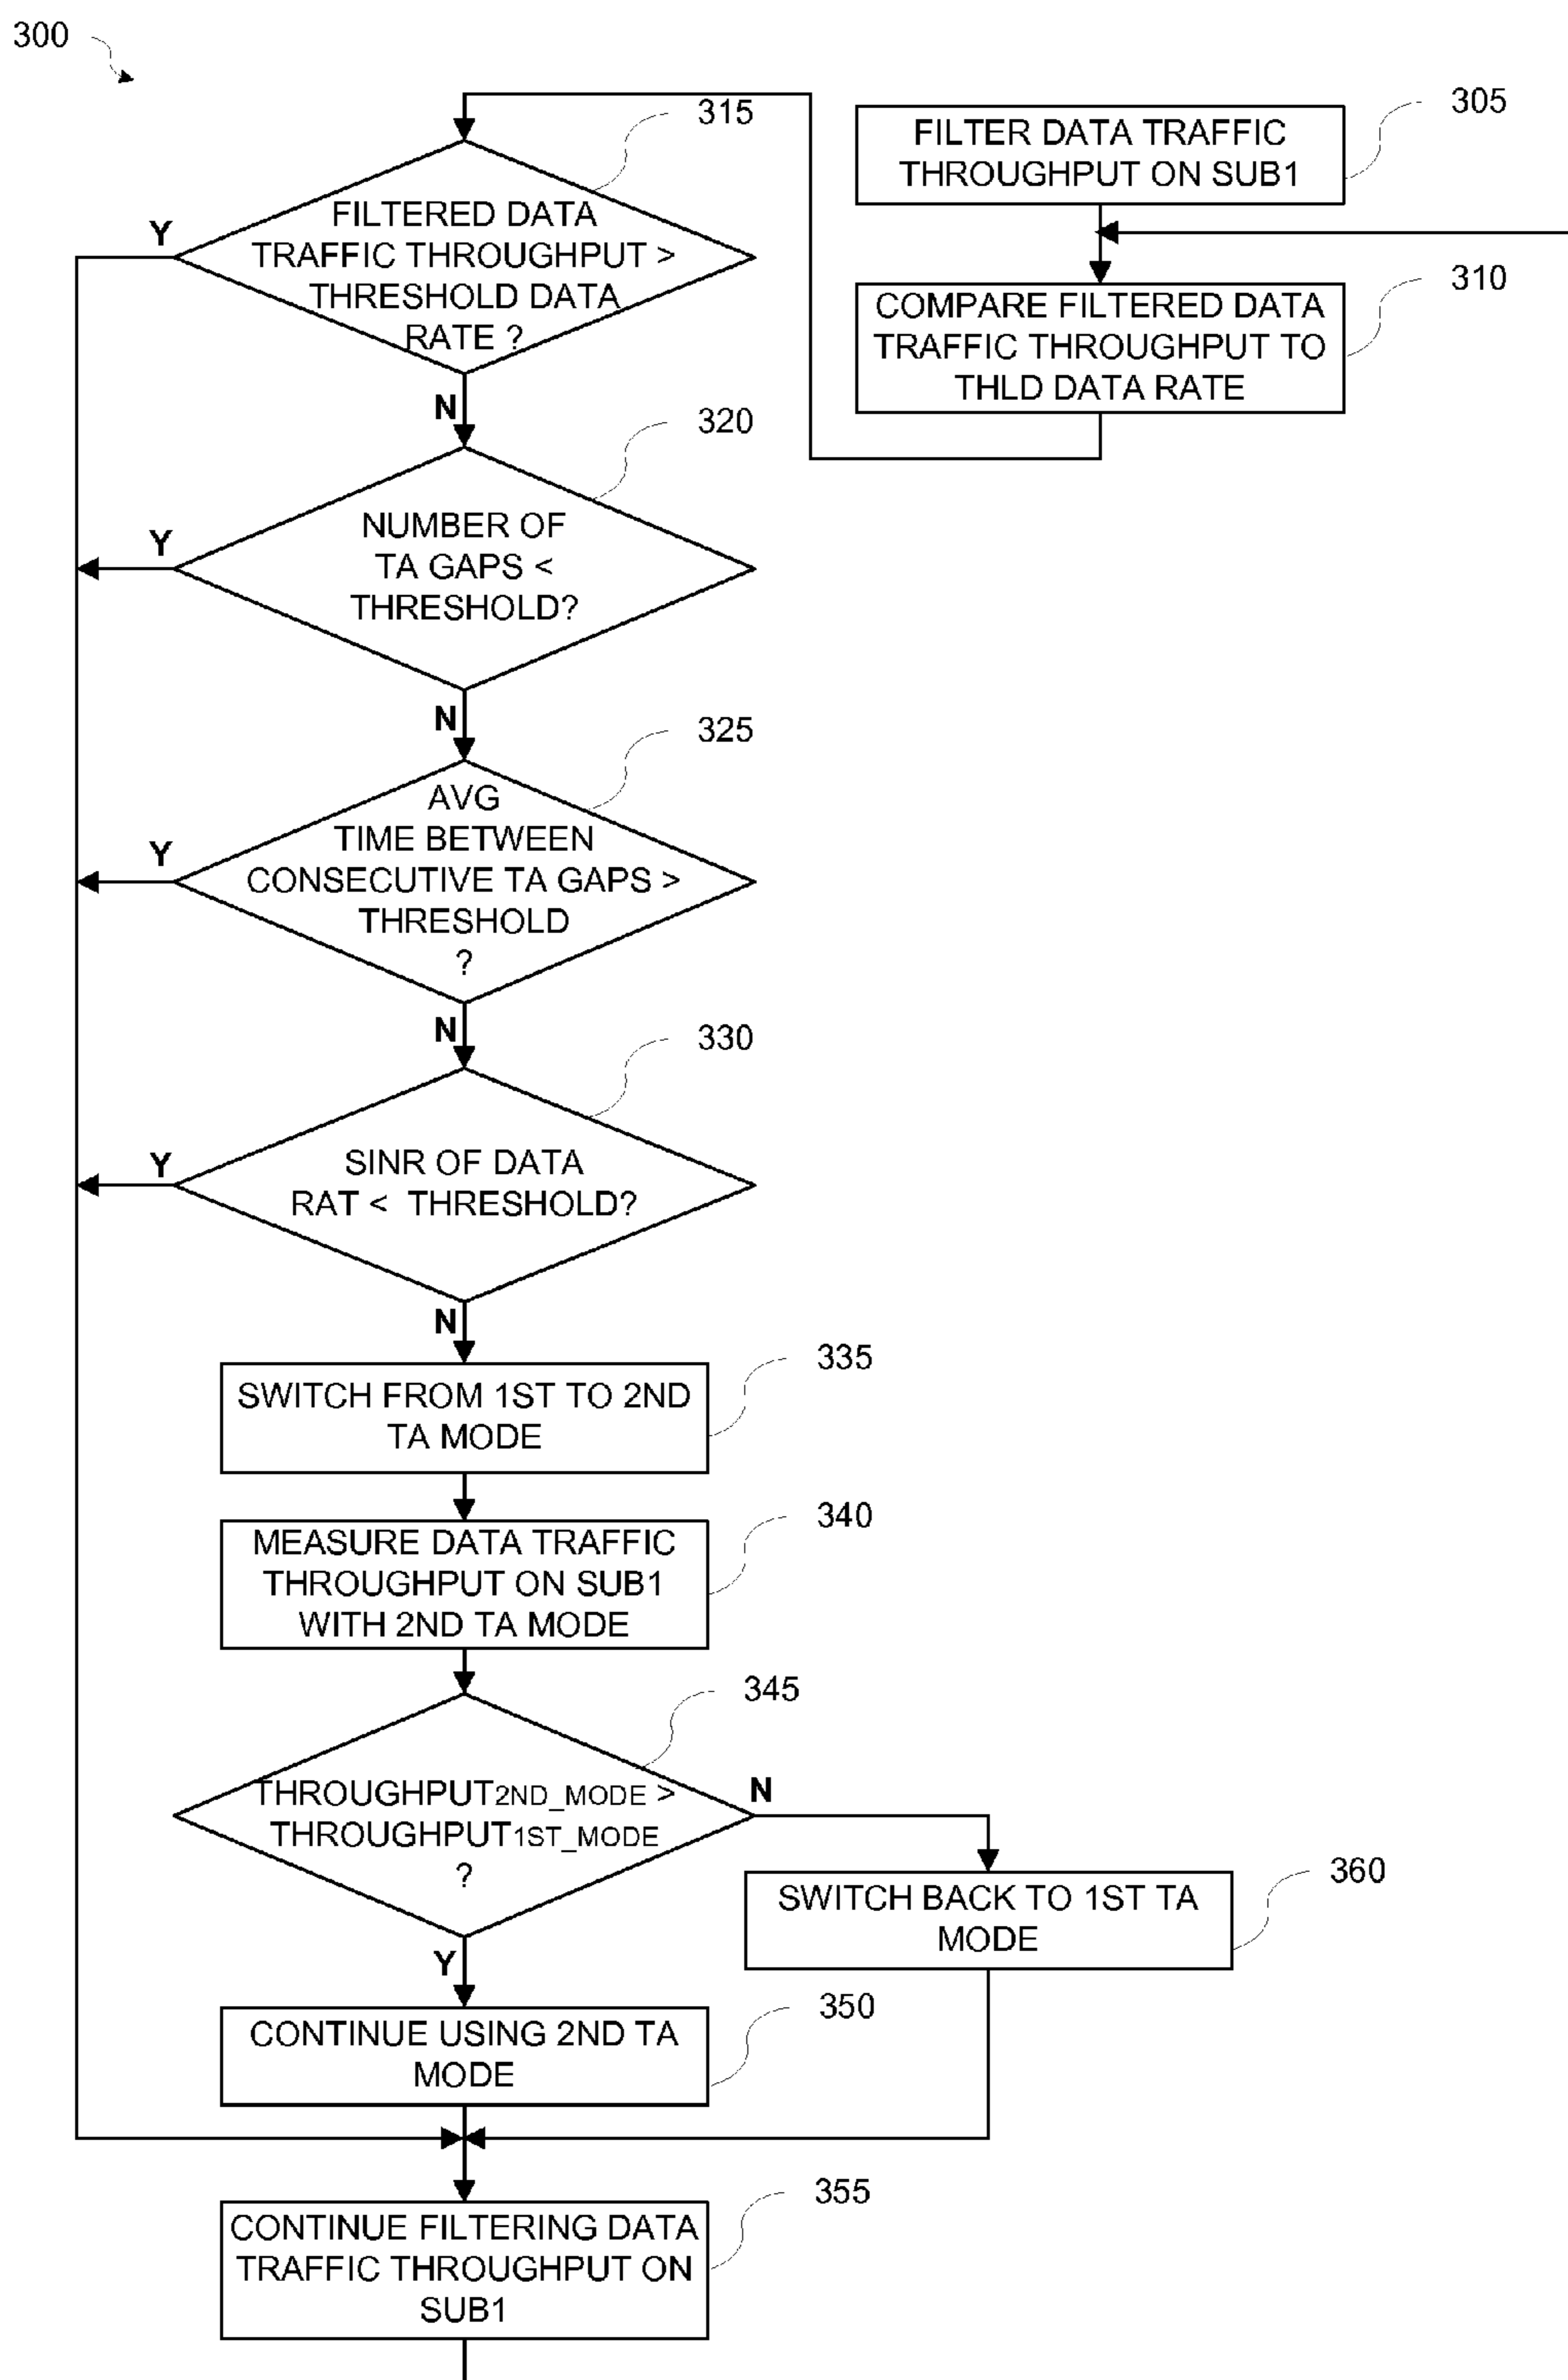 300
305
FILTER DATA TRAFFIC
THROUGHPUT ON SUB1
310
COMPARE FILTERED DATA
TRAFFIC THROUGHPUT TO
THLD DATA RATE
315
FILTERED DATA
TRAFFIC THROUGHPUT >
THRESHOLD DATA
RATE ?
Y
N
320
NUMBER OF
TA GAPS <
THRESHOLD?
Y
N
325
AVG
TIME BETWEEN
CONSECUTIVE TA GAPS >
THRESHOLD
?
Y
N
330
SINR OF DATA
RAT < THRESHOLD?
Y
N
335
SWITCH FROM 1ST TO 2ND
TA MODE
340
MEASURE DATA TRAFFIC
THROUGHPUT ON SUB1
WITH 2ND TA MODE
345
THROUGHPUT2ND_MODE >
THROUGHPUT1ST_MODE
?
N
Y
360
SWITCH BACK TO 1ST TA
MODE
350
CONTINUE USING 2ND TA
MODE
355
CONTINUE FILTERING DATA
TRAFFIC THROUGHPUT ON
SUB1